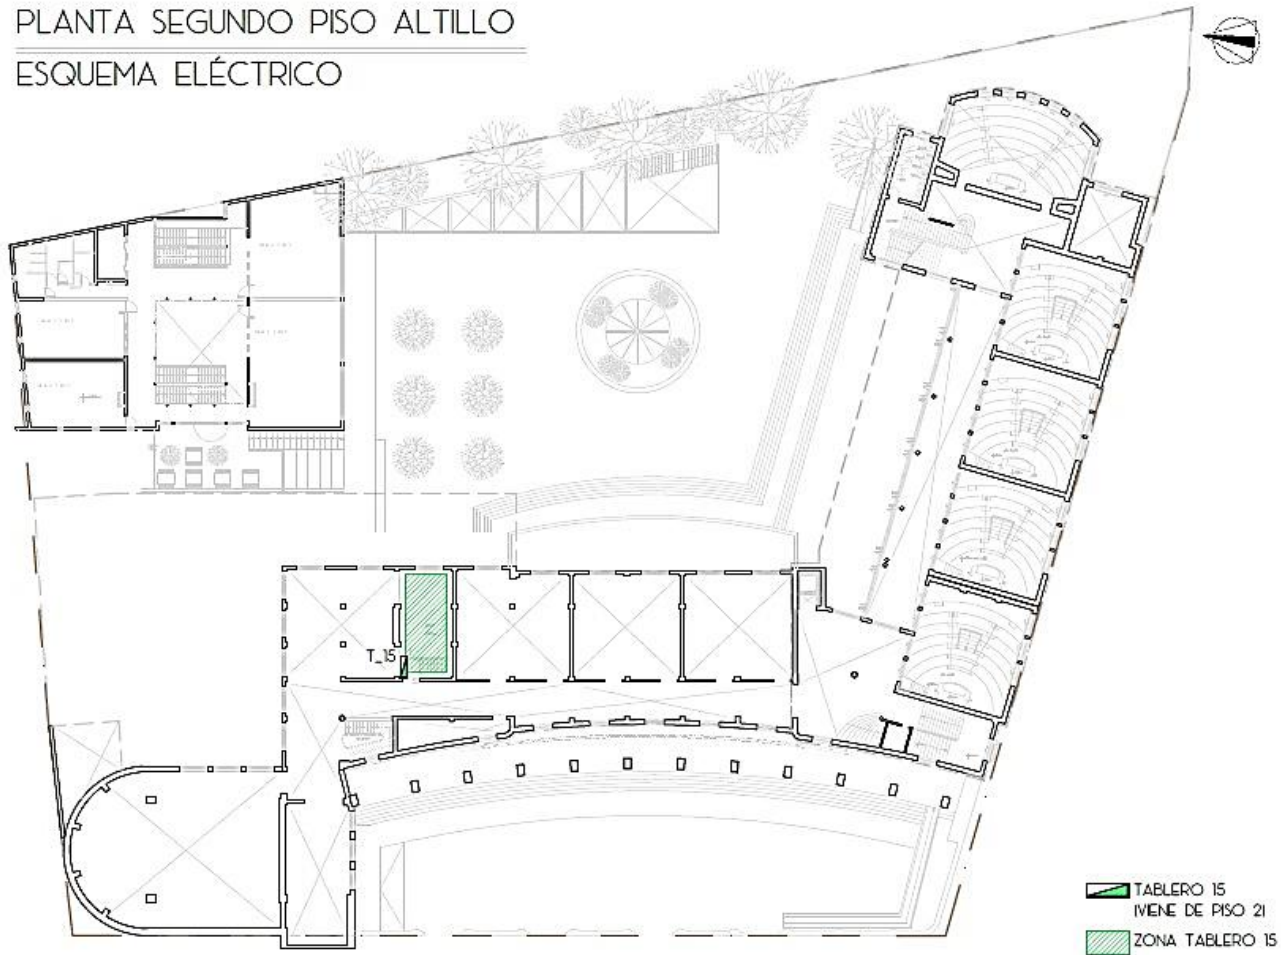 PLANTA SEGUNDO PISO ALTILLO
ESQUEMA ELÉCTRICO
T_15
TABLERO 15
(VIENE DE PISO 2)
ZONA TABLERO 15